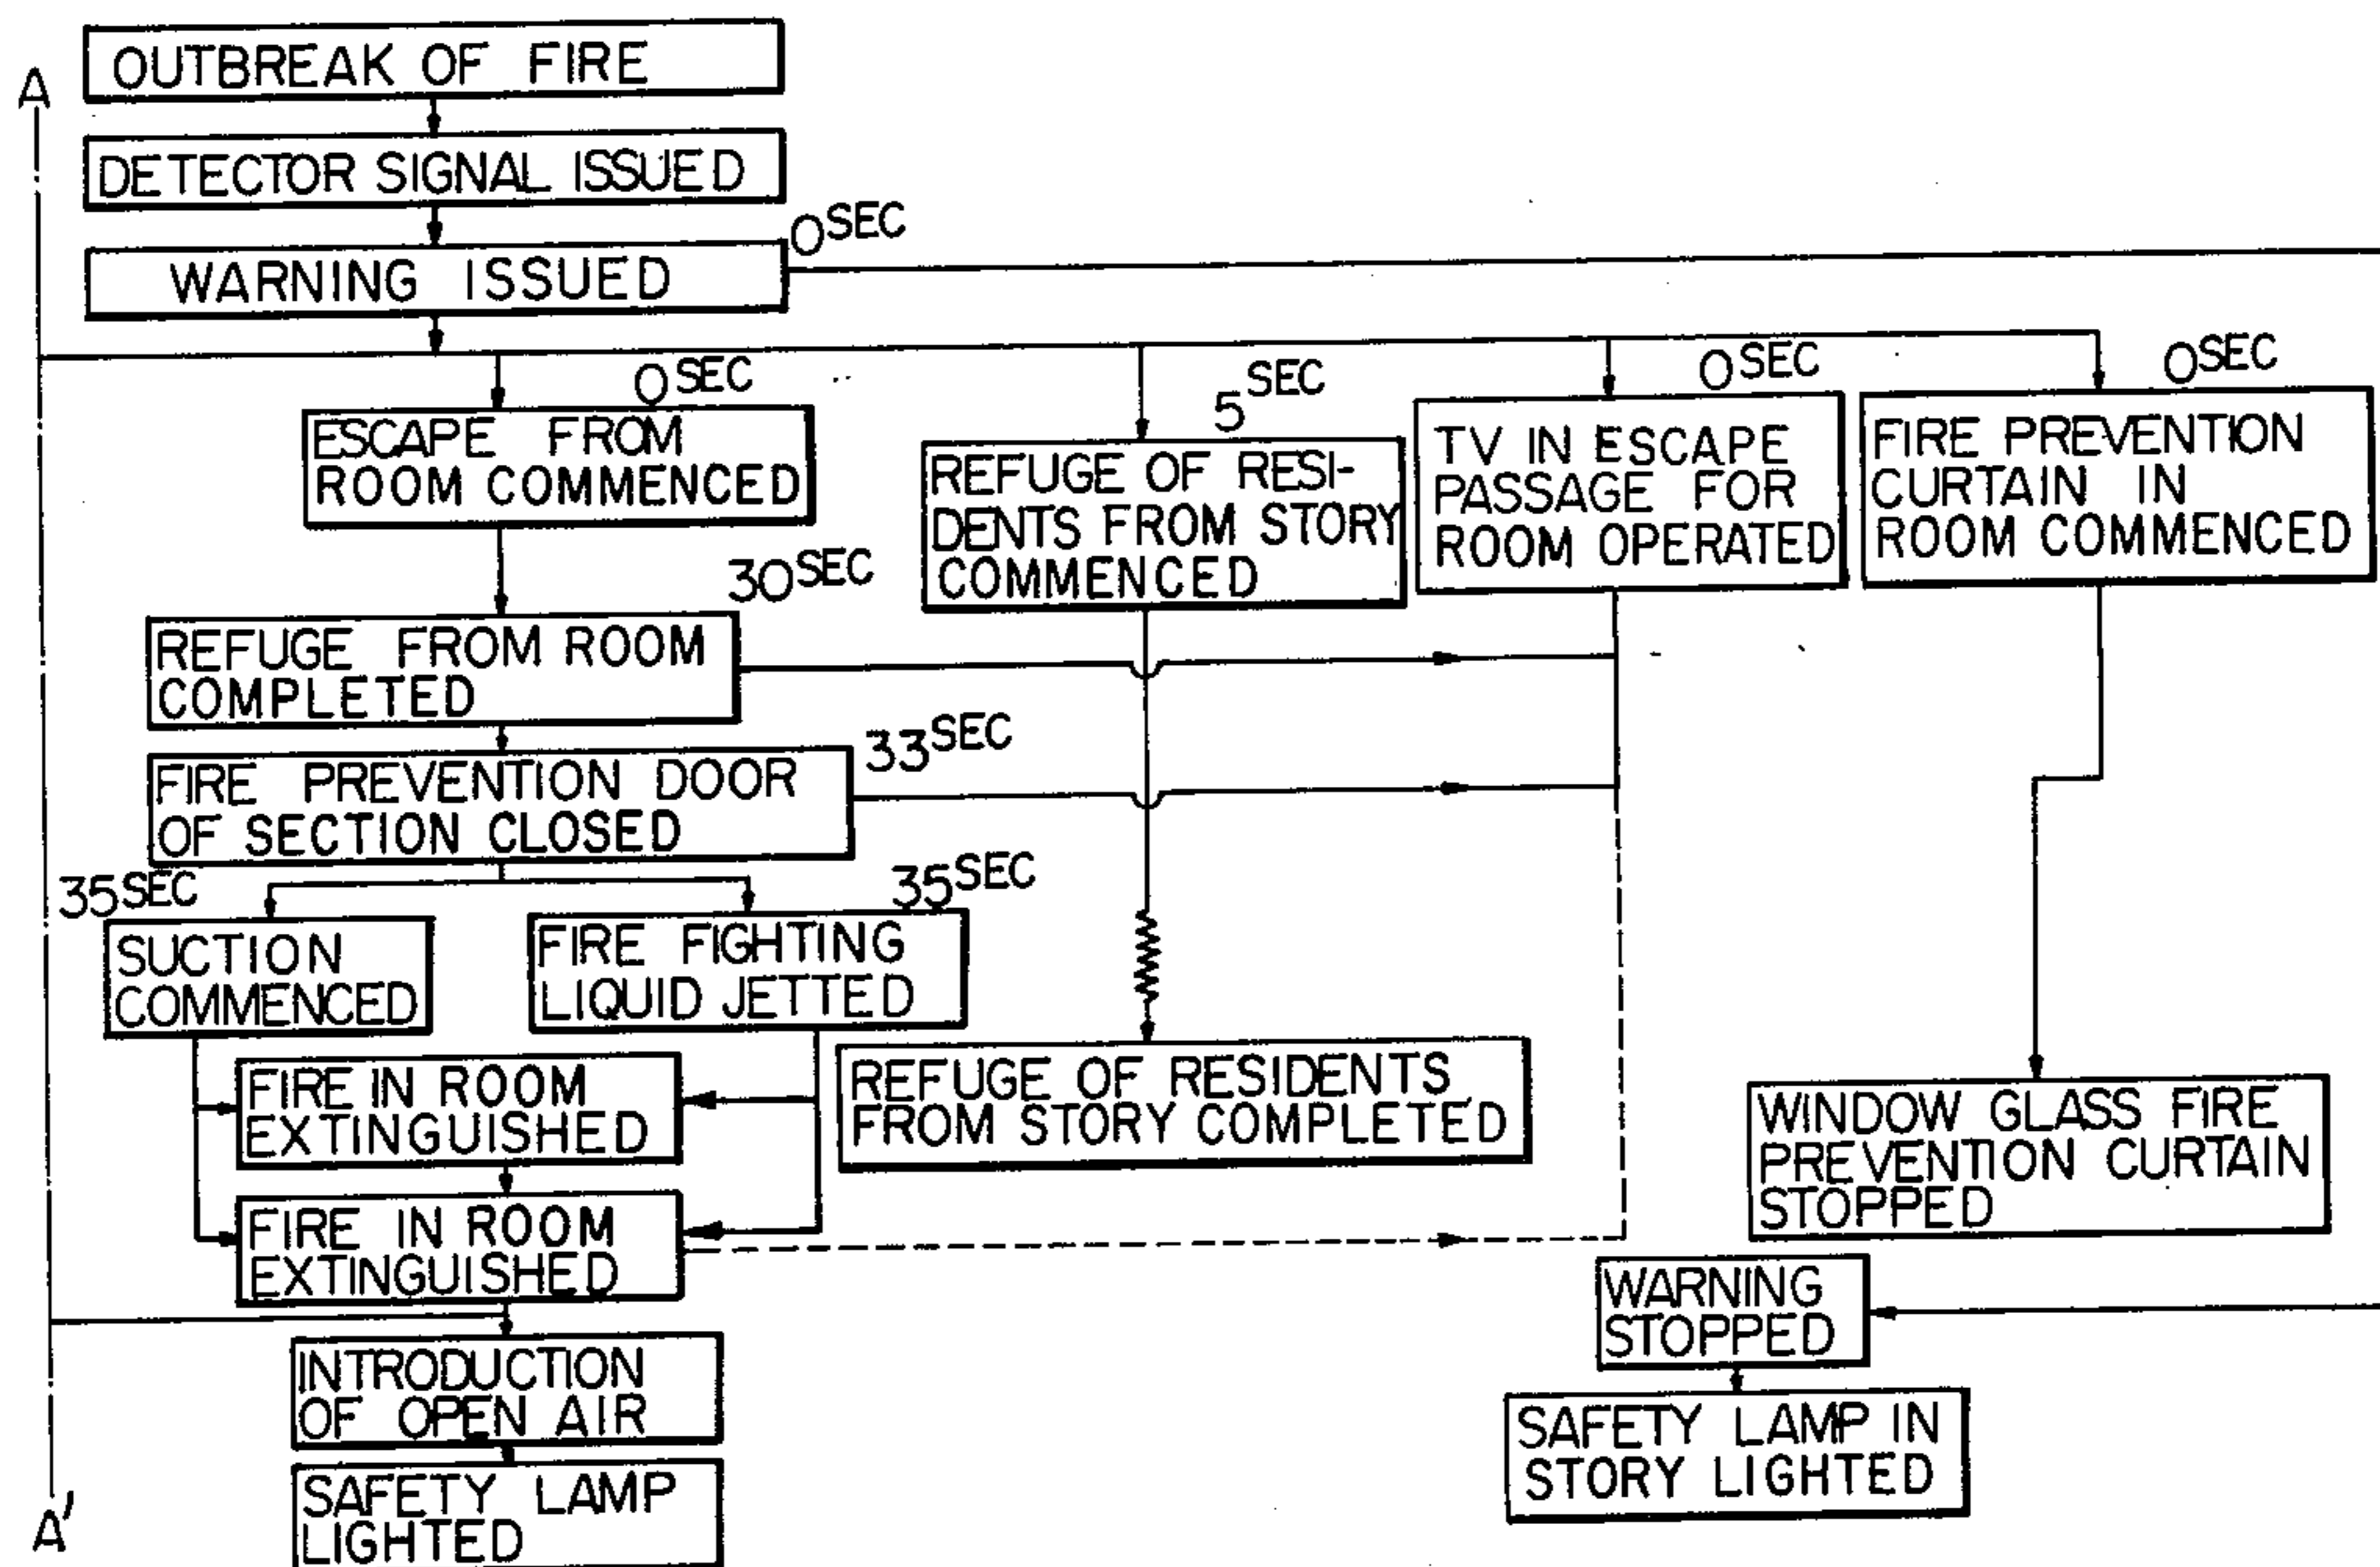 OUTBREAK OF FIRE
A
DETECTOR SIGNAL ISSUED
0SEC
WARNING ISSUED
0SEC
5SEC
0SEC
0SEC
ESCAPE FROM
ROOM COMMENCED
REFUGE OF RESI-
DENTS FROM STORY
COMMENCED
TV IN ESCAPE
PASSAGE FOR
ROOM OPERATED
FIRE PREVENTION
CURTAIN IN
ROOM COMMENCED
30SEC
REFUGE FROM ROOM
COMPLETED
33SEC
FIRE PREVENTION DOOR
OF SECTION CLOSED
35SEC
35SEC
SUCTION
COMMENCED
FIRE FIGHTING
LIQUID JETTED
FIRE IN ROOM
EXTINGUISHED
REFUGE OF RESIDENTS
FROM STORY COMPLETED
WINDOW GLASS FIRE
PREVENTION CURTAIN
STOPPED
FIRE IN ROOM
EXTINGUISHED
WARNING
STOPPED
INTRODUCTION
OF OPEN AIR
SAFETY LAMP IN
STORY LIGHTED
SAFETY LAMP
LIGHTED
A'